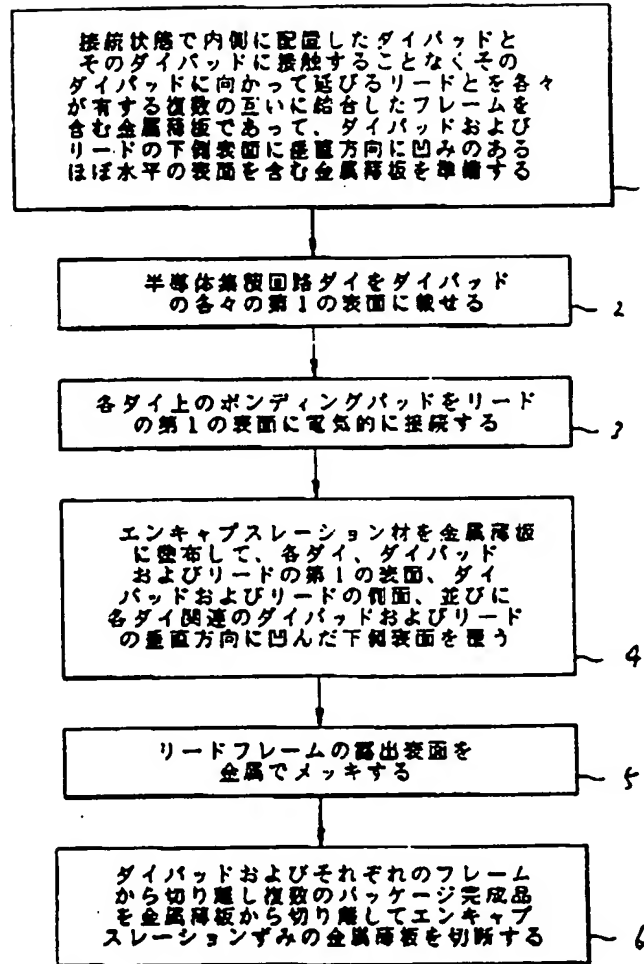 接続状態で内側に配置したダイパッドと
そのダイパッドに接触することなくその
ダイパッドに向かって延びるリードとを各々
が有する複数の互いに結合したフレームを
含む金属薄板であって、ダイパッドおよび
リードの下側表面に垂直方向に凹みのある
ほぼ水平の表面を含む金属薄板を準備する
半導体集積回路ダイをダイパッド
の各々の第1の表面に載せる
2
各ダイ上のボンディングパッドをリード
の第1の表面に電気的に接続する
3
エンキャプスレーション材を金属薄板
に塗布して、各ダイ、ダイパッド
およびリードの第1の表面、ダイ
パッドおよびリードの側面、並びに
各ダイ関連のダイパッドおよびリード
の垂直方向に凹んだ下側表面を覆う
4
リードフレームの露出表面を
金属でメッキする
5
ダイパッドおよびそれぞれのフレーム
から切り離し複数のパッケージ完成品
を金属薄板から切り離してエンキャプ
スレーションずみの金属薄板を切断する
6